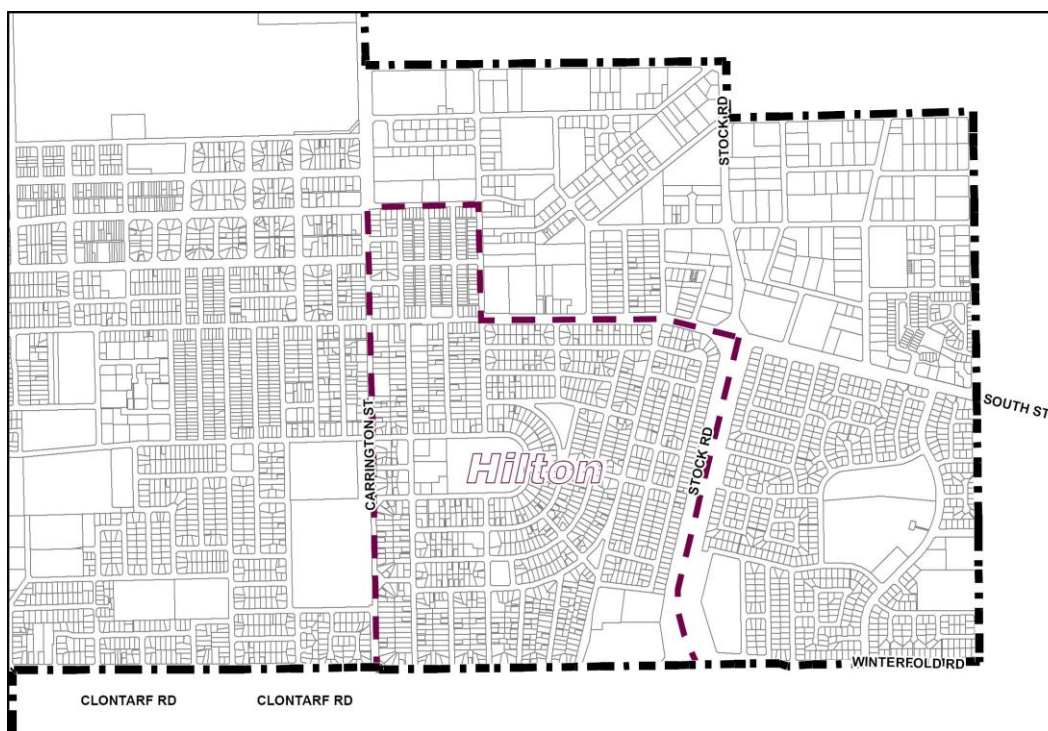 STOCK RD
SOUTH ST
CARRINGTON ST
Hilton
STOCK RD
WINTERFOLD RD
CLONTARF RD
CLONTARF RD